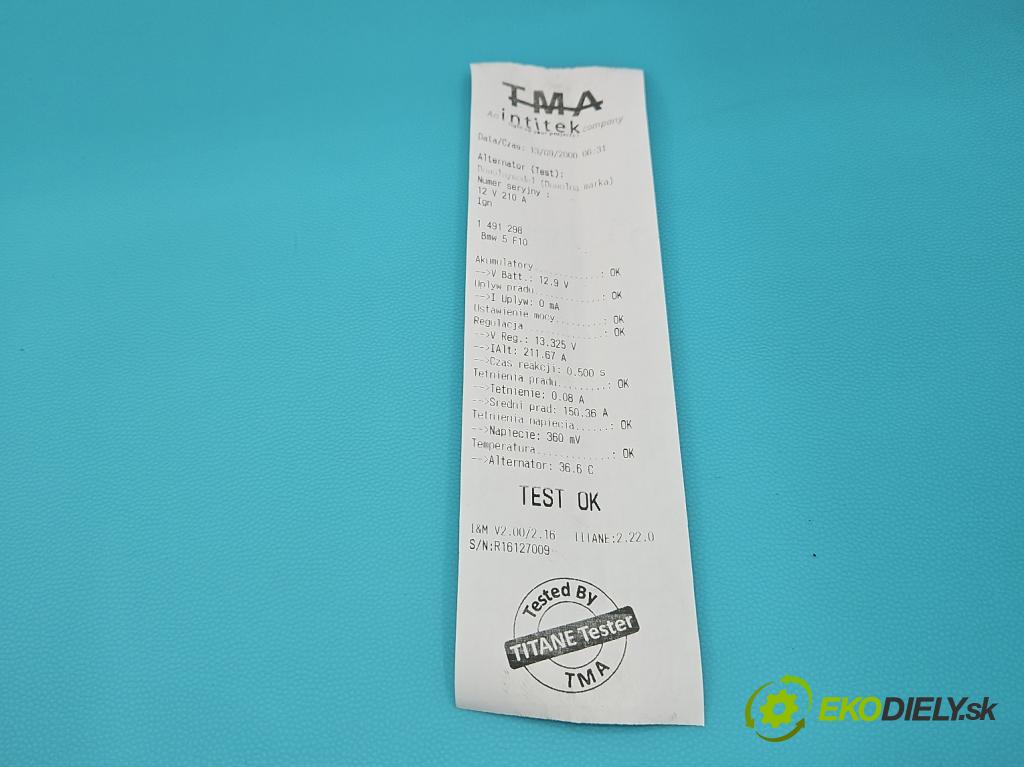 TMA
An intitek company
Data/Czas: 13/09/2000 06:31
Alternator (Test):
(Dowolna marka)
Numer seryjny :
12 V 210 A
Ign
1 491 298
Bmw 5 F10
Akumulatory..............: OK
-->V Batt.: 12.9 V
Uplyw pradu..............: OK
-->I Uplyw: 0 mA
Ustawienie mocy.........: OK
Regulacja ...............: OK
-->V Reg.: 13.325 V
-->IAlt: 211.67 A
-->Czas reakcji: 0.500 s
Tetnienia pradu.........: OK
-->Tetnienie: 0.08 A
-->Sredni prad: 150.36 A
Tetnienia napiecia......: OK
-->Napiecie: 360 mV
Temperatura.............: OK
-->Alternator: 36.6 C
TEST OK
I&M V2.00/2.16 TITANE:2.22.0
S/N:R16127009
Tested By
TITANE Tester
TMA
EKODIELY.sk